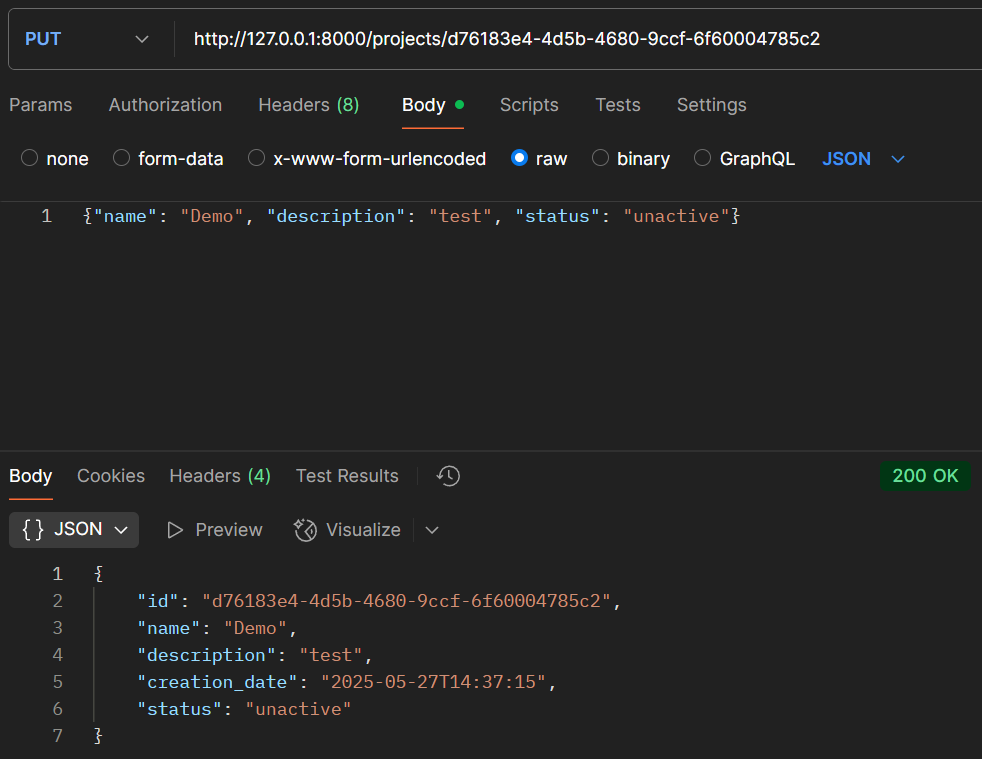 PUT http://127.0.0.1:8000/projects/d76183e4-4d5b-4680-9ccf-6f60004785c2
Params Authorization Headers (8) Body Scripts Tests Settings
none form-data x-www-form-urlencoded raw binary GraphQL JSON
1 {"name": "Demo", "description": "test", "status": "unactive"}
Body Cookies Headers (4) Test Results 200 OK
{} JSON Preview Visualize
1 {
2 "id": "d76183e4-4d5b-4680-9ccf-6f60004785c2",
3 "name": "Demo",
4 "description": "test",
5 "creation_date": "2025-05-27T14:37:15",
6 "status": "unactive"
7 }